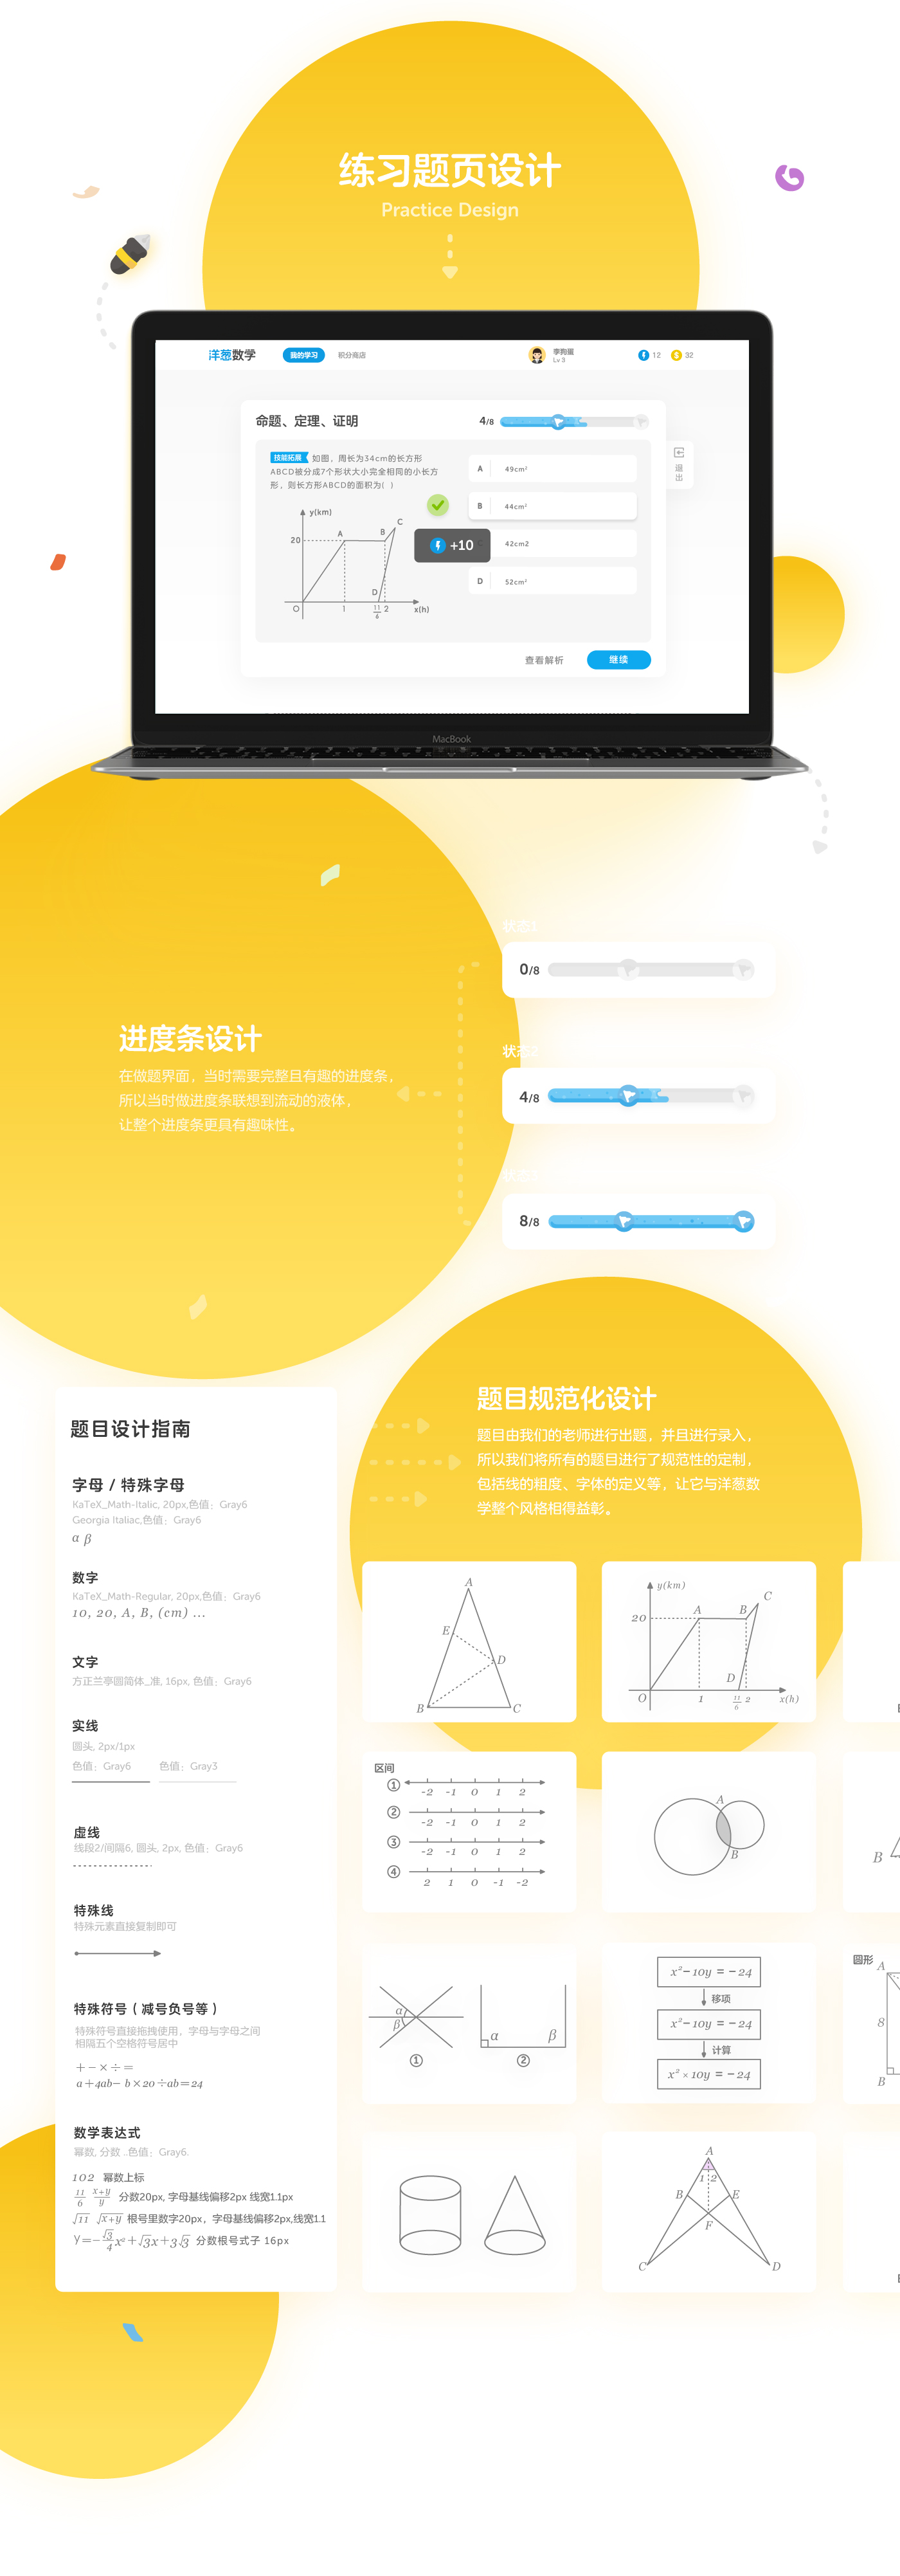 练习题页设计
Practice Design
洋葱数学 我的学习 积分商店 李狗蛋 Lv 3 12 32
命题、定理、证明 4/8
技能拓展 如图，周长为34cm的长方形
ABCD被分成7个形状大小完全相同的小长方
形，则长方形ABCD的面积为( )
A 49cm²
B 44cm²
C 42cm2
D 52cm²
退出
+10
y(km)
20 A B C
D
O 1 11/6 2 x(h)
查看解析 继续
MacBook
进度条设计
在做题界面，当时需要完整且有趣的进度条，
所以当时做进度条联想到流动的液体，
让整个进度条更具有趣味性。
状态1
0/8
状态2
4/8
8/8
题目规范化设计
题目由我们的老师进行出题，并且进行录入，
所以我们将所有的题目进行了规范性的定制，
包括线的粗度、字体的定义等，让它与洋葱数
学整个风格相得益彰。
题目设计指南
字母 / 特殊字母
KaTeX_Math-Italic, 20px,色值：Gray6
Georgia Italiac,色值：Gray6
α β
数字
KaTeX_Math-Regular, 20px,色值：Gray6
10, 20, A, B, (cm) ...
文字
方正兰亭圆简体_准, 16px, 色值：Gray6
实线
圆头, 2px/1px
色值：Gray6 色值：Gray3
虚线
线段2/间隔6, 圆头, 2px, 色值：Gray6
特殊线
特殊元素直接复制即可
特殊符号 ( 减号负号等 )
特殊符号直接拖拽使用，字母与字母之间
相隔五个空格符号居中
+ − × ÷ =
a+4ab− b×20÷ab=24
数学表达式
幂数, 分数 ..色值：Gray6.
102 幂数上标
11/6 x+y/y 分数20px, 字母基线偏移2px 线宽1.1px
√11 √x+y 根号里数字20px，字母基线偏移2px,线宽1.1
y=−√3/4x²+√3x+3√3 分数根号式子 16px
A
E
D
B C
y(km)
20 A B C
D
O 1 11/6 2 x(h)
区间
① -2 -1 0 1 2
② -2 -1 0 1 2
③ -2 -1 0 1 2
④ 2 1 0 -1 -2
A
B
B
α
β
①
α β
②
x²−10y = −24
移项
x²−10y = −24
计算
x²×10y = −24
圆形
A
8
B
A
1 2
B E
F
C D